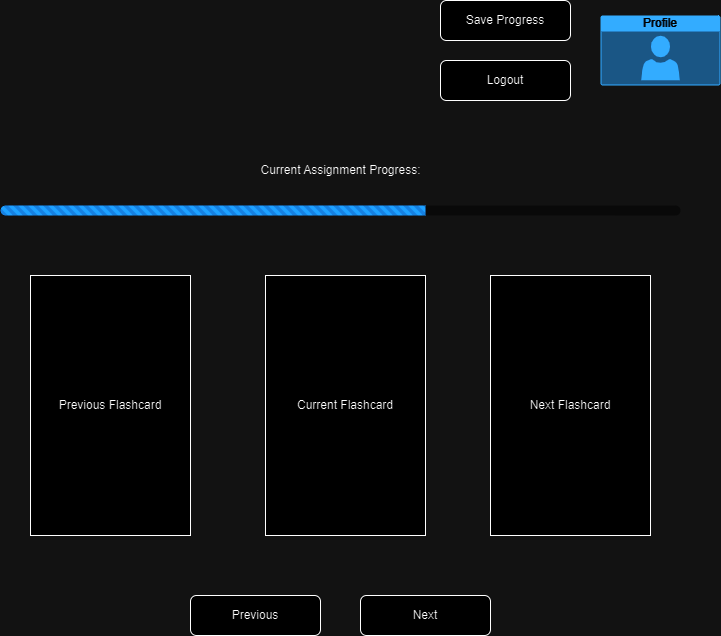 Save Progress
Profile
Logout
Current Assignment Progress:
Previous Flashcard
Current Flashcard
Next Flashcard
Previous
Next